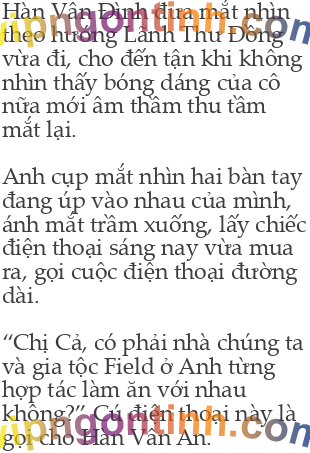 Hàn Vân Đình đưa mắt nhìn
theo hướng Lãnh Thư Đồng
vừa đi, cho đến tận khi không
nhìn thấy bóng dáng của cô
nữa mới âm thầm thu tầm
mắt lại.
Anh cụp mắt nhìn hai bàn tay
đang úp vào nhau của mình,
ánh mắt trầm xuống, lấy chiếc
điện thoại sáng nay vừa mua
ra, gọi cuộc điện thoại đường
dài.
“Chị Cả, có phải nhà chúng ta
và gia tộc Field ở Anh từng
hợp tác làm ăn với nhau
không?” Cú điện thoại này là
gọi cho Hàn Vân An.
vipngontinh.com
vipngontinh.com